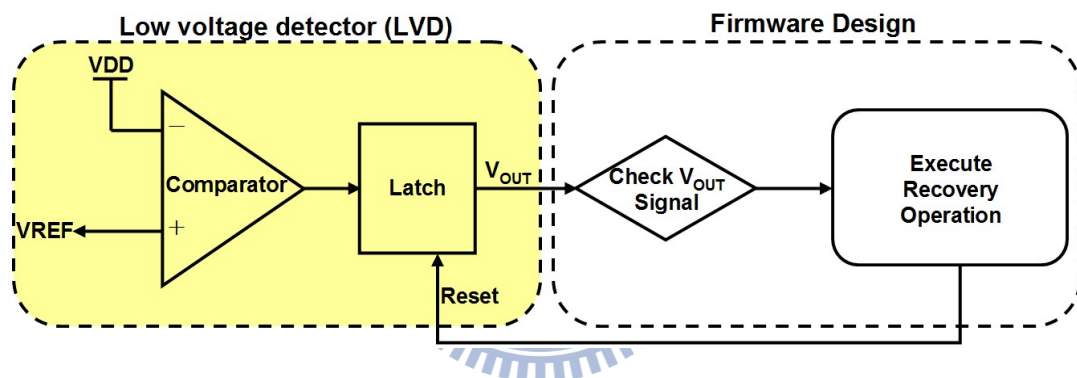 Low voltage detector (LVD)
Firmware Design
VDD
−
Comparator
+
VREF
Latch
VOUT
Reset
Check VOUT
Signal
Execute
Recovery
Operation